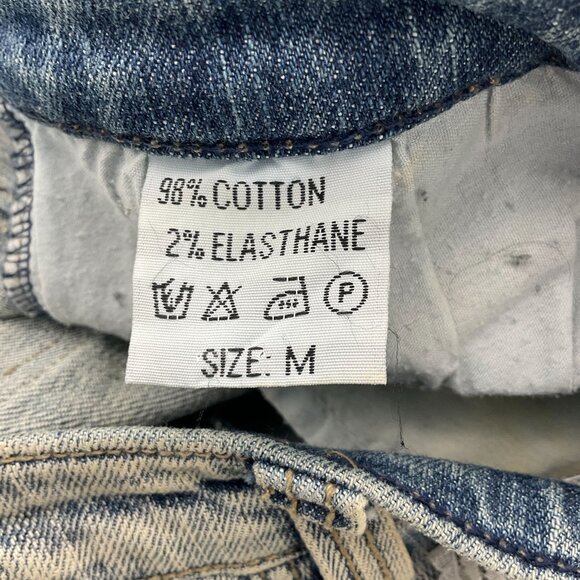 98% COTTON
2% ELASTHANE
P
SIZE: M